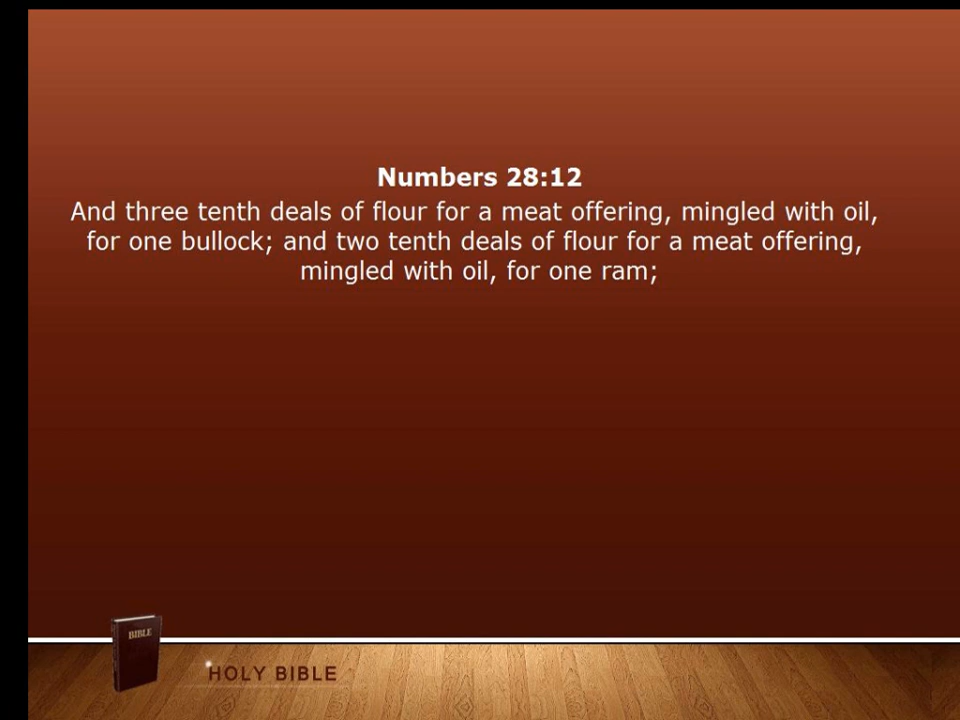 Numbers 28:12
And three tenth deals of flour for a meat offering, mingled with oil,
for one bullock; and two tenth deals of flour for a meat offering,
mingled with oil, for one ram;
BIBLE
HOLY BIBLE